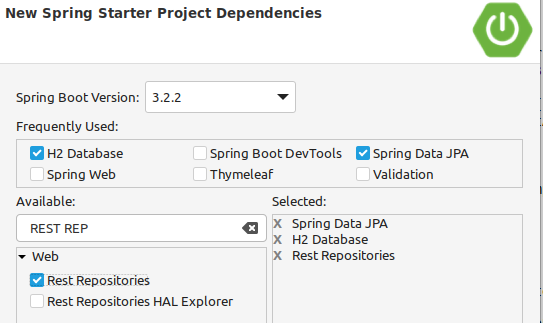 New Spring Starter Project Dependencies
Spring Boot Version: 3.2.2
Frequently Used:
H2 Database Spring Boot DevTools Spring Data JPA
Spring Web Thymeleaf Validation
Available: Selected:
REST REP X Spring Data JPA
X H2 Database
Web X Rest Repositories
Rest Repositories
Rest Repositories HAL Explorer